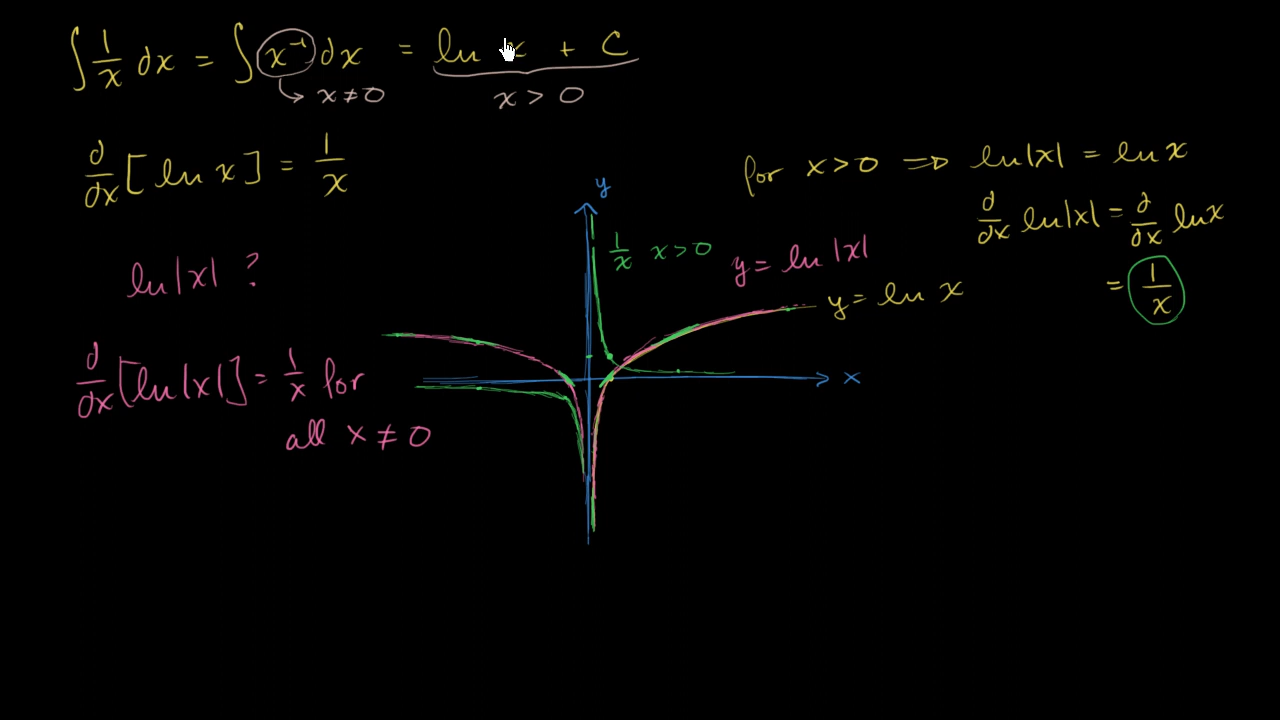 ∫ 1/x dx = ∫ x⁻¹ dx = ln x + C
x ≠ 0
x > 0
d/dx [ln x] = 1/x
ln|x| ?
d/dx [ln|x|] = 1/x for
all x ≠ 0
y
1/x x > 0
y = ln|x|
y = ln x
x
for x > 0 ⇒ ln|x| = ln x
d/dx ln|x| = d/dx ln x
= 1/x